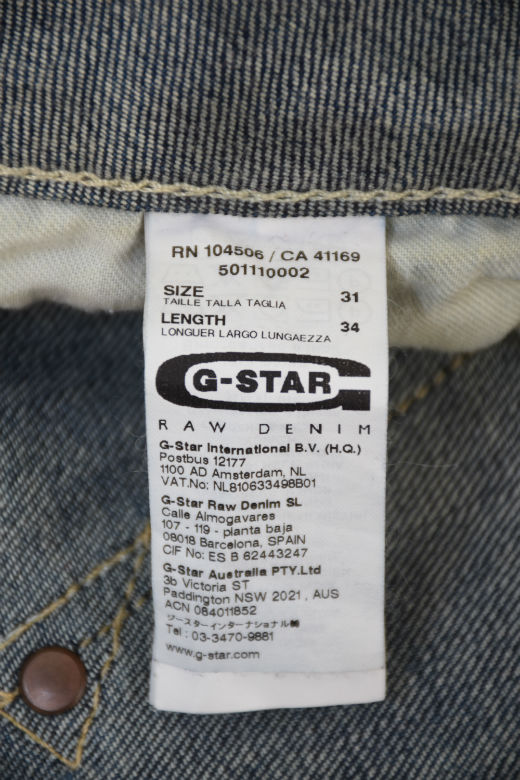 RN 104506 / CA 41169
501110002
SIZE 31
TAILLE TALLA TAGLIA
LENGTH 34
LONGUER LARGO LUNGAEZZA
G-STAR
RAW DENIM
G-Star International B.V. (H.Q.)
Postbus 12177
1100 AD Amsterdam, NL
VAT.No: NL810633498B01
G-Star Raw Denim SL
Calle Almogavares
107 - 119 - planta baja
08018 Barcelona, SPAIN
CIF No: ES B 62443247
G-Star Australia PTY.Ltd
3b Victoria ST
Paddington NSW 2021 , AUS
ACN 084011852
ジースターインターナショナル㈱
Tel : 03-3470-9881
www.g-star.com